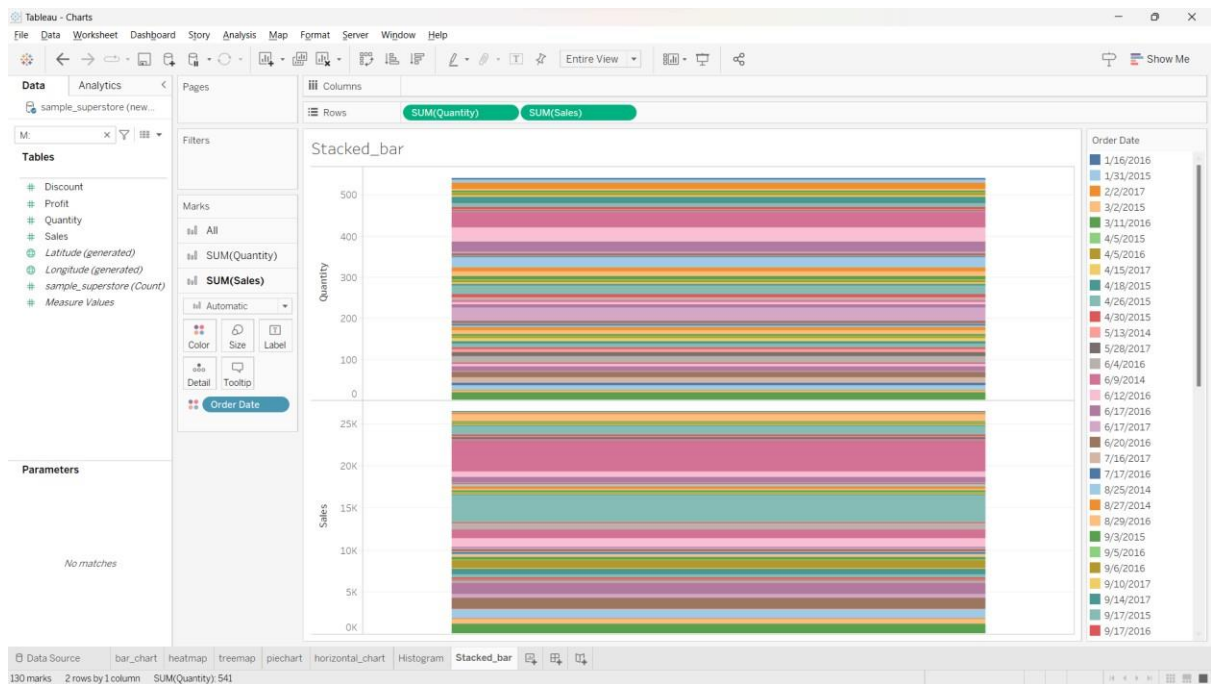 Tableau - Charts
File Data Worksheet Dashboard Story Analysis Map Format Server Window Help
Entire View
Show Me
Data Analytics
sample_superstore (new...
M:
Tables
Discount
Profit
Quantity
Sales
Latitude (generated)
Longitude (generated)
sample_superstore (Count)
Measure Values
Parameters
No matches
Pages
Filters
Marks
All
SUM(Quantity)
SUM(Sales)
Automatic
Color Size Label
Detail Tooltip
Order Date
Columns
Rows SUM(Quantity) SUM(Sales)
Stacked_bar
Quantity
500
400
300
200
100
0
Sales
25K
20K
15K
10K
5K
0K
Order Date
1/16/2016
1/31/2015
2/2/2017
3/2/2015
3/11/2016
4/5/2015
4/5/2016
4/15/2017
4/18/2015
4/26/2015
4/30/2015
5/13/2014
5/28/2017
6/4/2016
6/9/2014
6/12/2016
6/17/2016
6/17/2017
6/20/2016
7/16/2017
7/17/2016
8/25/2014
8/27/2014
8/29/2016
9/3/2015
9/5/2016
9/6/2016
9/10/2017
9/14/2017
9/17/2015
9/17/2016
Data Source bar_chart heatmap treemap piechart horizontal_chart Histogram Stacked_bar
130 marks 2 rows by 1 column SUM(Quantity): 541